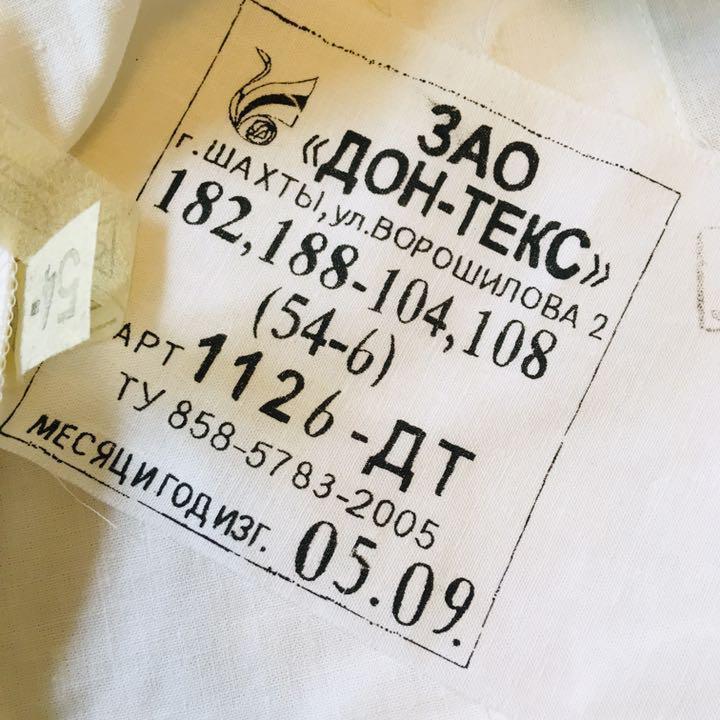 ЗАО
«ДОН-ТЕКС»
г. ШАХТЫ, ул. ВОРОШИЛОВА 2
182,188-104,108
(54-6)
АРТ 1126-ДТ
ТУ 858-5783-2005
МЕСЯЦ И ГОД ИЗГ. 05.09.
54-